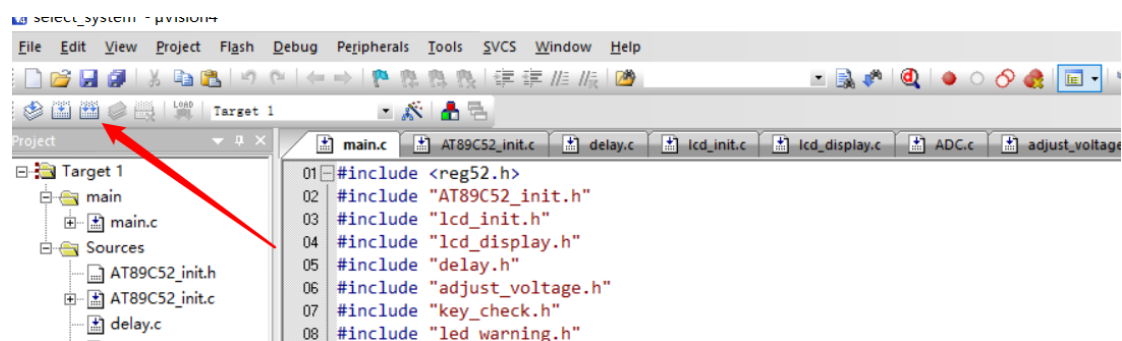 select_system - µVision4
File Edit View Project Flash Debug Peripherals Tools SVCS Window Help
LOAD Target 1
Project
main.c AT89C52_init.c delay.c lcd_init.c lcd_display.c ADC.c adjust_voltage
Target 1
main
main.c
Sources
AT89C52_init.h
AT89C52_init.c
delay.c
01 #include <reg52.h>
02 #include "AT89C52_init.h"
03 #include "lcd_init.h"
04 #include "lcd_display.h"
05 #include "delay.h"
06 #include "adjust_voltage.h"
07 #include "key_check.h"
08 #include "led_warning.h"